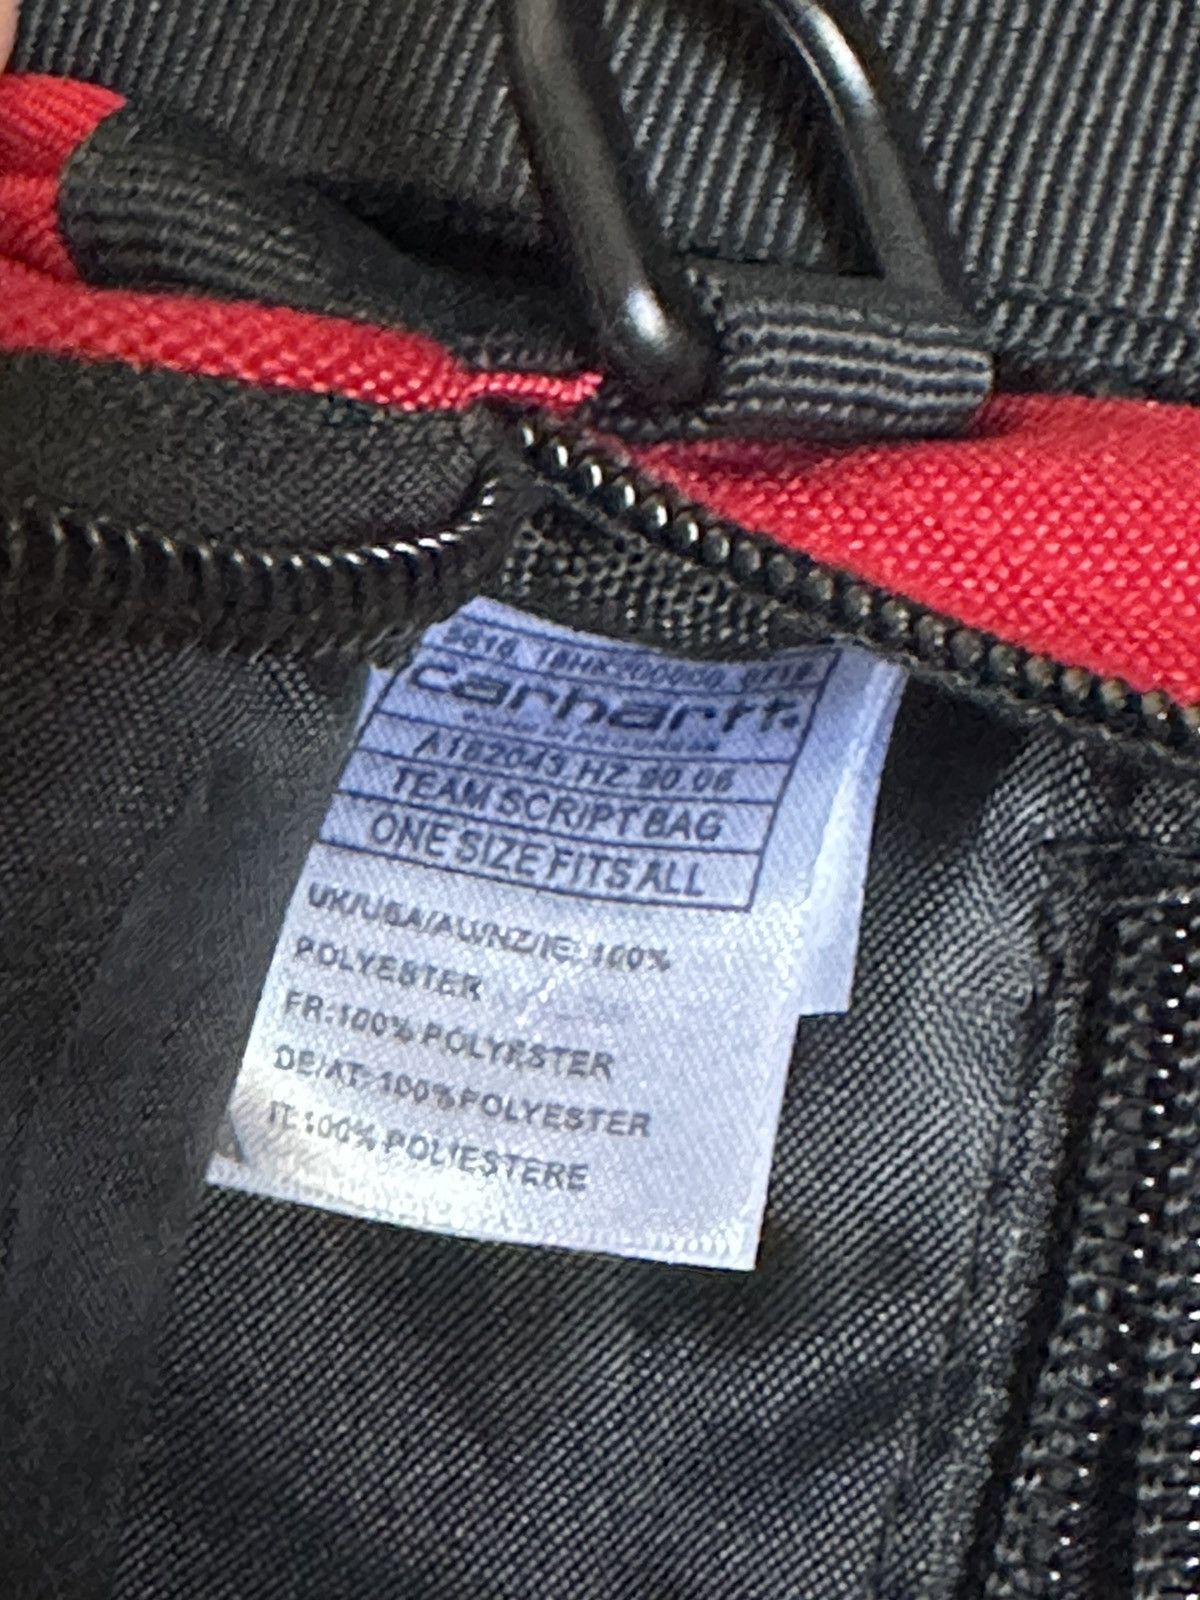 carhartt
A182043 HZ.90.06
TEAM SCRIPT BAG
ONE SIZE FITS ALL
UK/USA/AU/NZ/IE: 100%
POLYESTER
FR:100% POLYESTER
DE/AT: 100% POLYESTER
IT:100% POLIESTERE